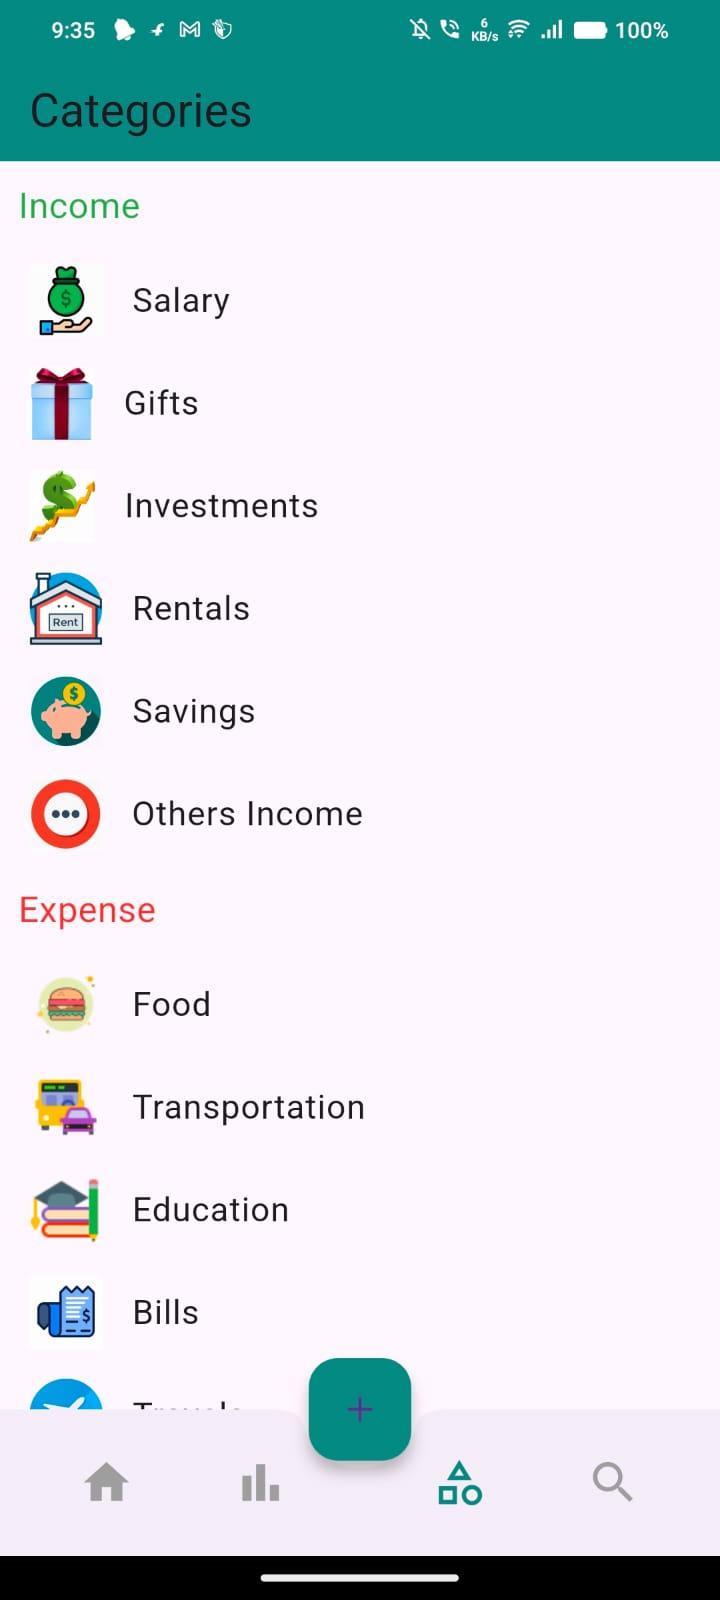 9:35
6
KB/s
100%
Categories
Income
$
Salary
Gifts
$
Investments
Rent
Rentals
$
Savings
Others Income
Expense
Food
Transportation
Education
$
Bills
Travels
+